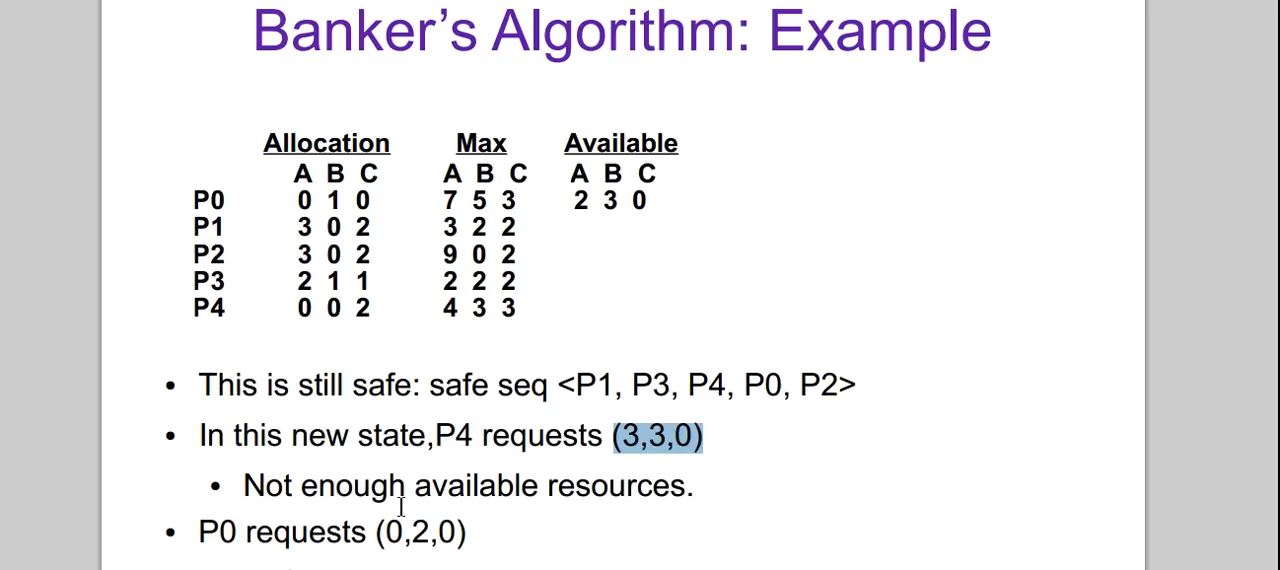 Banker's Algorithm: Example
Allocation Max Available
A B C A B C A B C
P0 0 1 0 7 5 3 2 3 0
P1 3 0 2 3 2 2
P2 3 0 2 9 0 2
P3 2 1 1 2 2 2
P4 0 0 2 4 3 3
• This is still safe: safe seq <P1, P3, P4, P0, P2>
• In this new state,P4 requests (3,3,0)
• Not enough available resources.
• P0 requests (0,2,0)